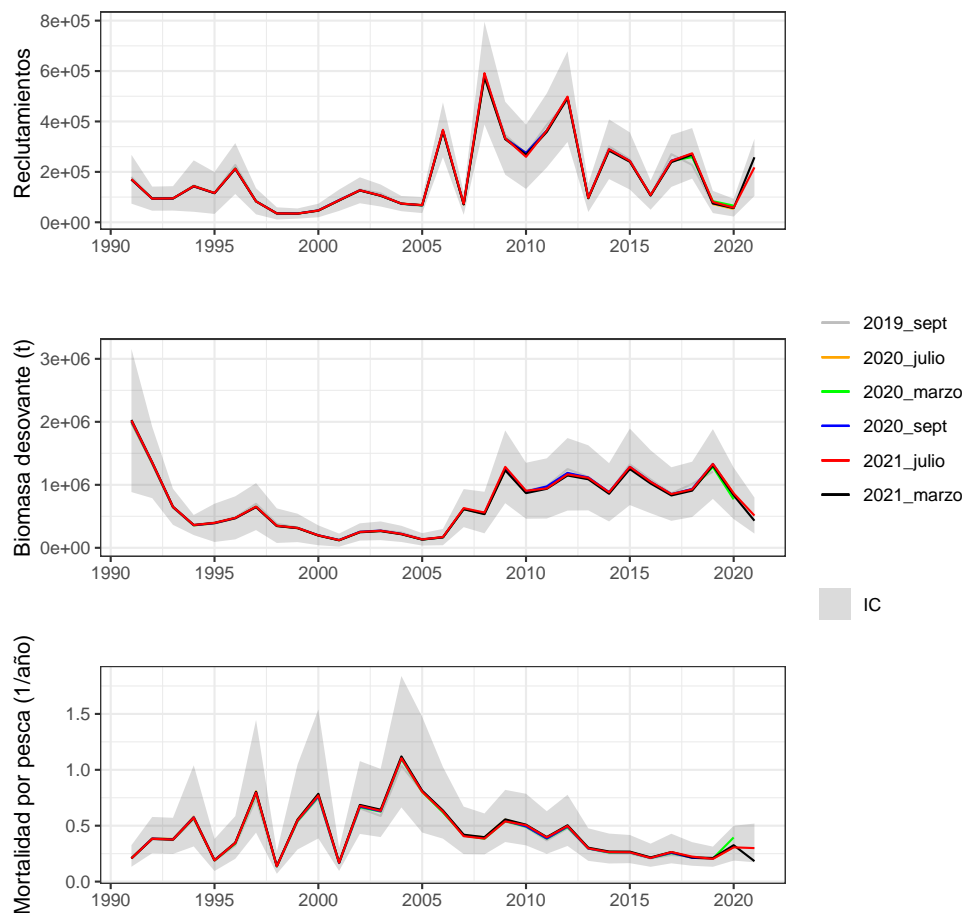 Reclutamientos
8e+05
6e+05
4e+05
2e+05
0e+00
1990 1995 2000 2005 2010 2015 2020
Biomasa desovante (t)
3e+06
2e+06
1e+06
0e+00
1990 1995 2000 2005 2010 2015 2020
2019_sept
2020_julio
2020_marzo
2020_sept
2021_julio
2021_marzo
IC
Mortalidad por pesca (1/año)
1.5
1.0
0.5
0.0
1990 1995 2000 2005 2010 2015 2020